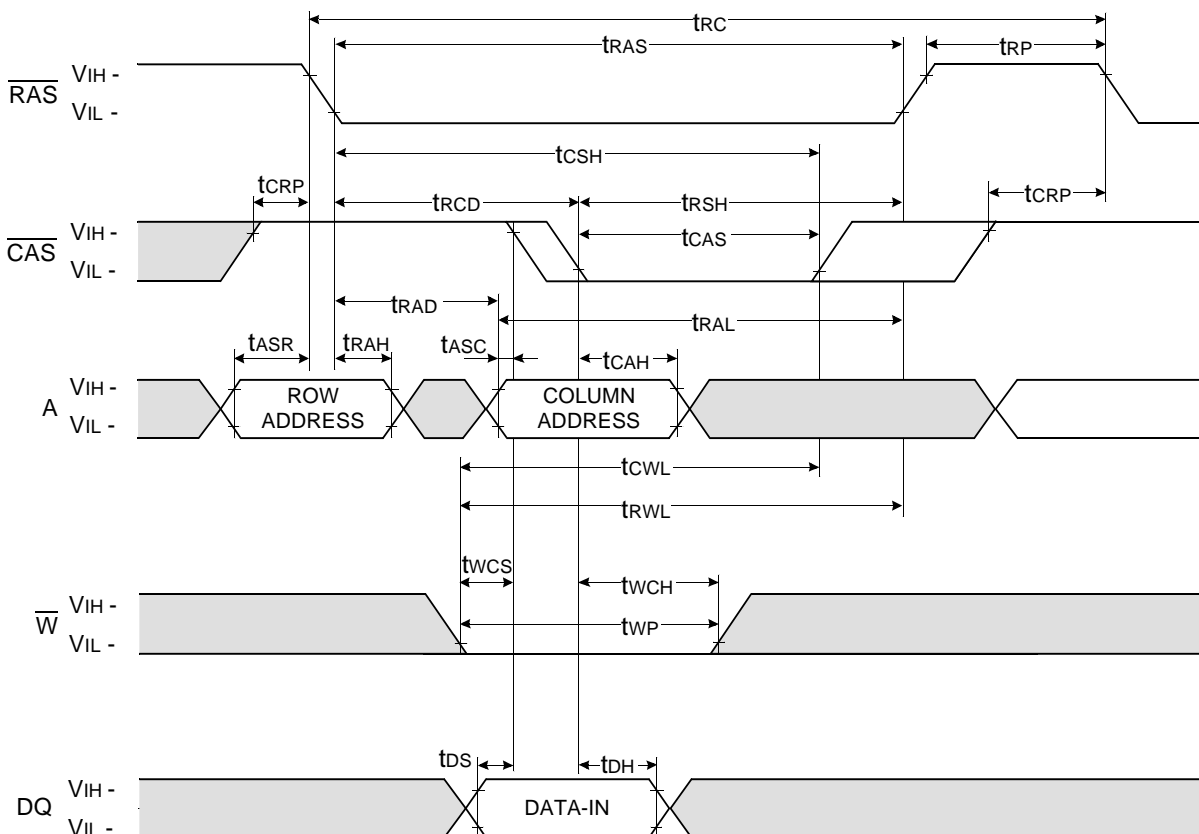 tRC
tRAS
tRP
RAS
VIH -
VIL -
tCSH
tCRP
tRCD
tRSH
tCRP
CAS
VIH -
VIL -
tCAS
tRAD
tRAL
tASR
tRAH
tASC
tCAH
A
VIH -
VIL -
ROW
ADDRESS
COLUMN
ADDRESS
tCWL
tRWL
tWCS
tWCH
W
VIH -
VIL -
tWP
tDS
tDH
DQ
VIH -
VIL -
DATA-IN